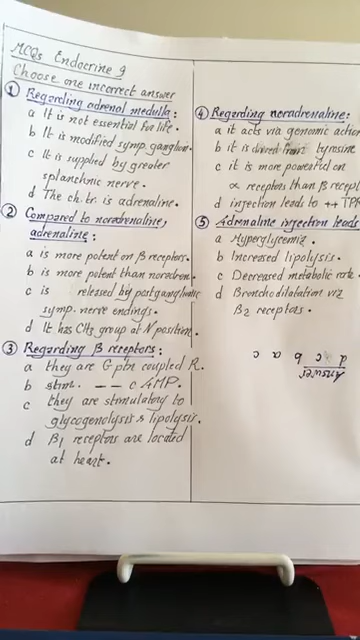 MCQs Endocrine 9
Choose one incorrect answer
① Regarding adrenal medulla:
a It is not essential for life.
b It is modified symp. ganglion.
c It is supplied by greater
splanchnic nerve.
d The ch. tr. is adrenaline.
② Compared to noradrenaline,
adrenaline:
a is more potent on β receptors.
b is more potent than noradren.
c is released by postganglionic
symp. nerve endings.
d It has CH3 group at N position.
③ Regarding β receptors:
a they are G ptn coupled R.
b stim. — — c AMP.
c they are stimulatory to
glycogenolysis & lipolysis.
d β1 receptors are located
at heart.
④ Regarding noradrenaline:
a it acts via genomic action
b it is dived from tyrosine
c it is more powerful on
α receptors than β recept
d injection leads to ++ TPR
⑤ Adrenaline injection leads
a Hyperglycemia.
b Increased lipolysis.
c Decreased metabolic rate.
d Bronchodilatation via
β2 receptors.
Answer
d c b a c